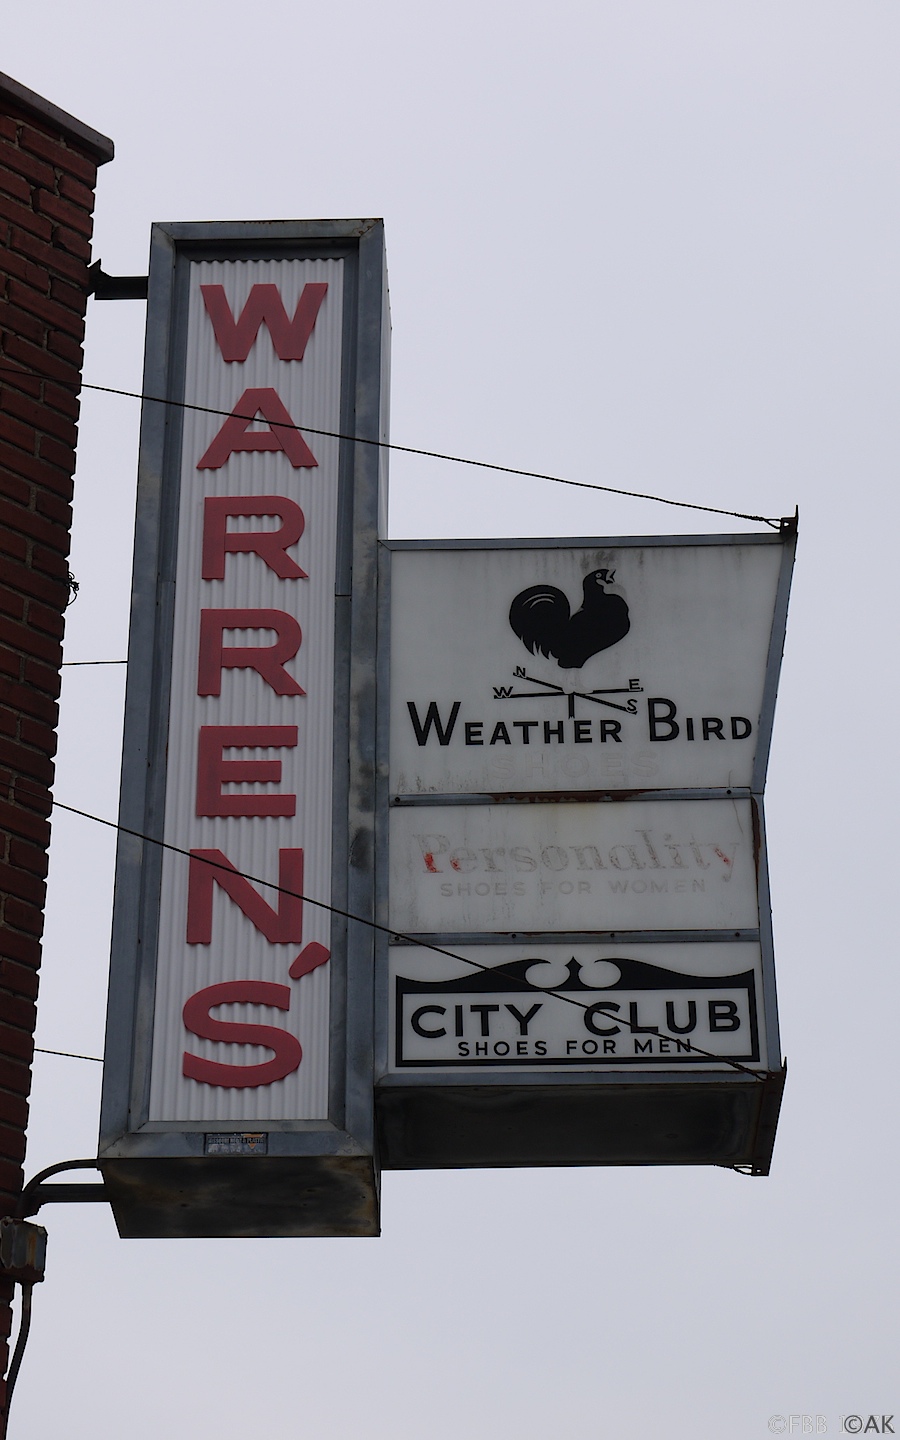 WARREN'S
N
W E
S
WEATHER BIRD
SHOES
Personality
SHOES FOR WOMEN
CITY CLUB
SHOES FOR MEN
©FBB ©AK